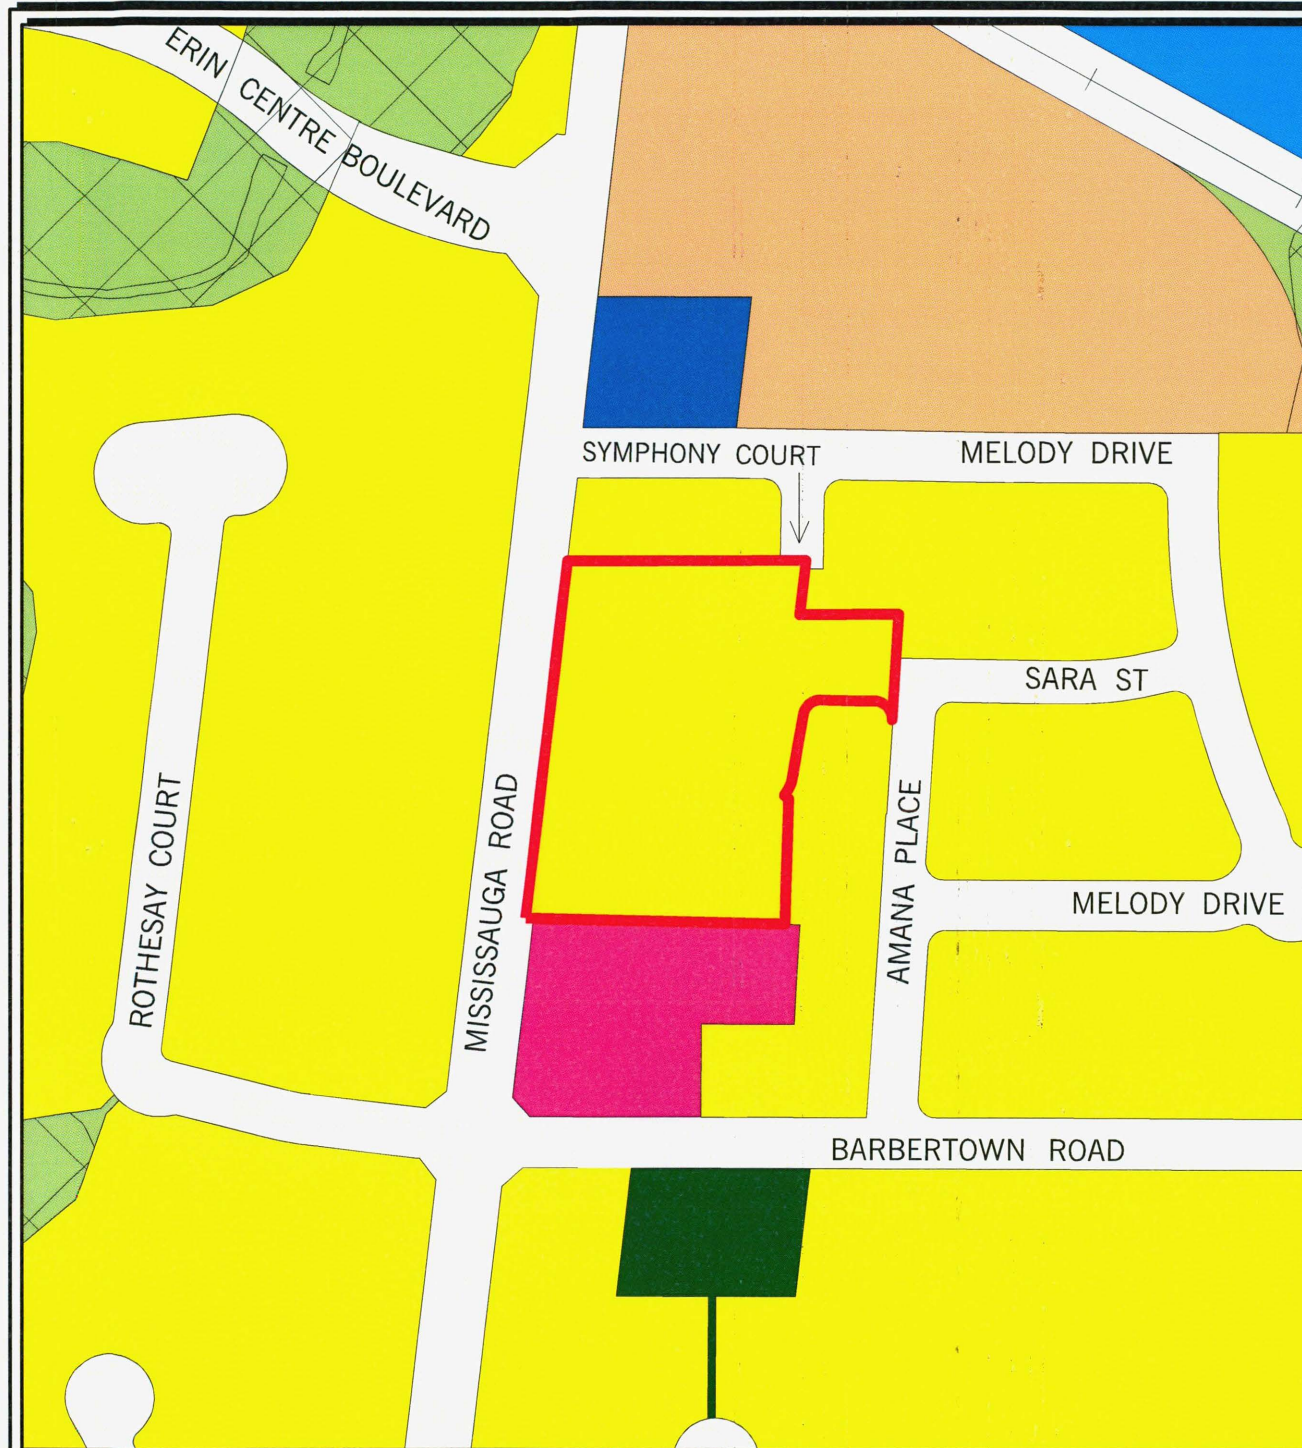 ERIN CENTRE BOULEVARD
SYMPHONY COURT
MELODY DRIVE
SARA ST
ROTHESAY COURT
MISSISSAUGA ROAD
AMANA PLACE
MELODY DRIVE
BARBERTOWN ROAD